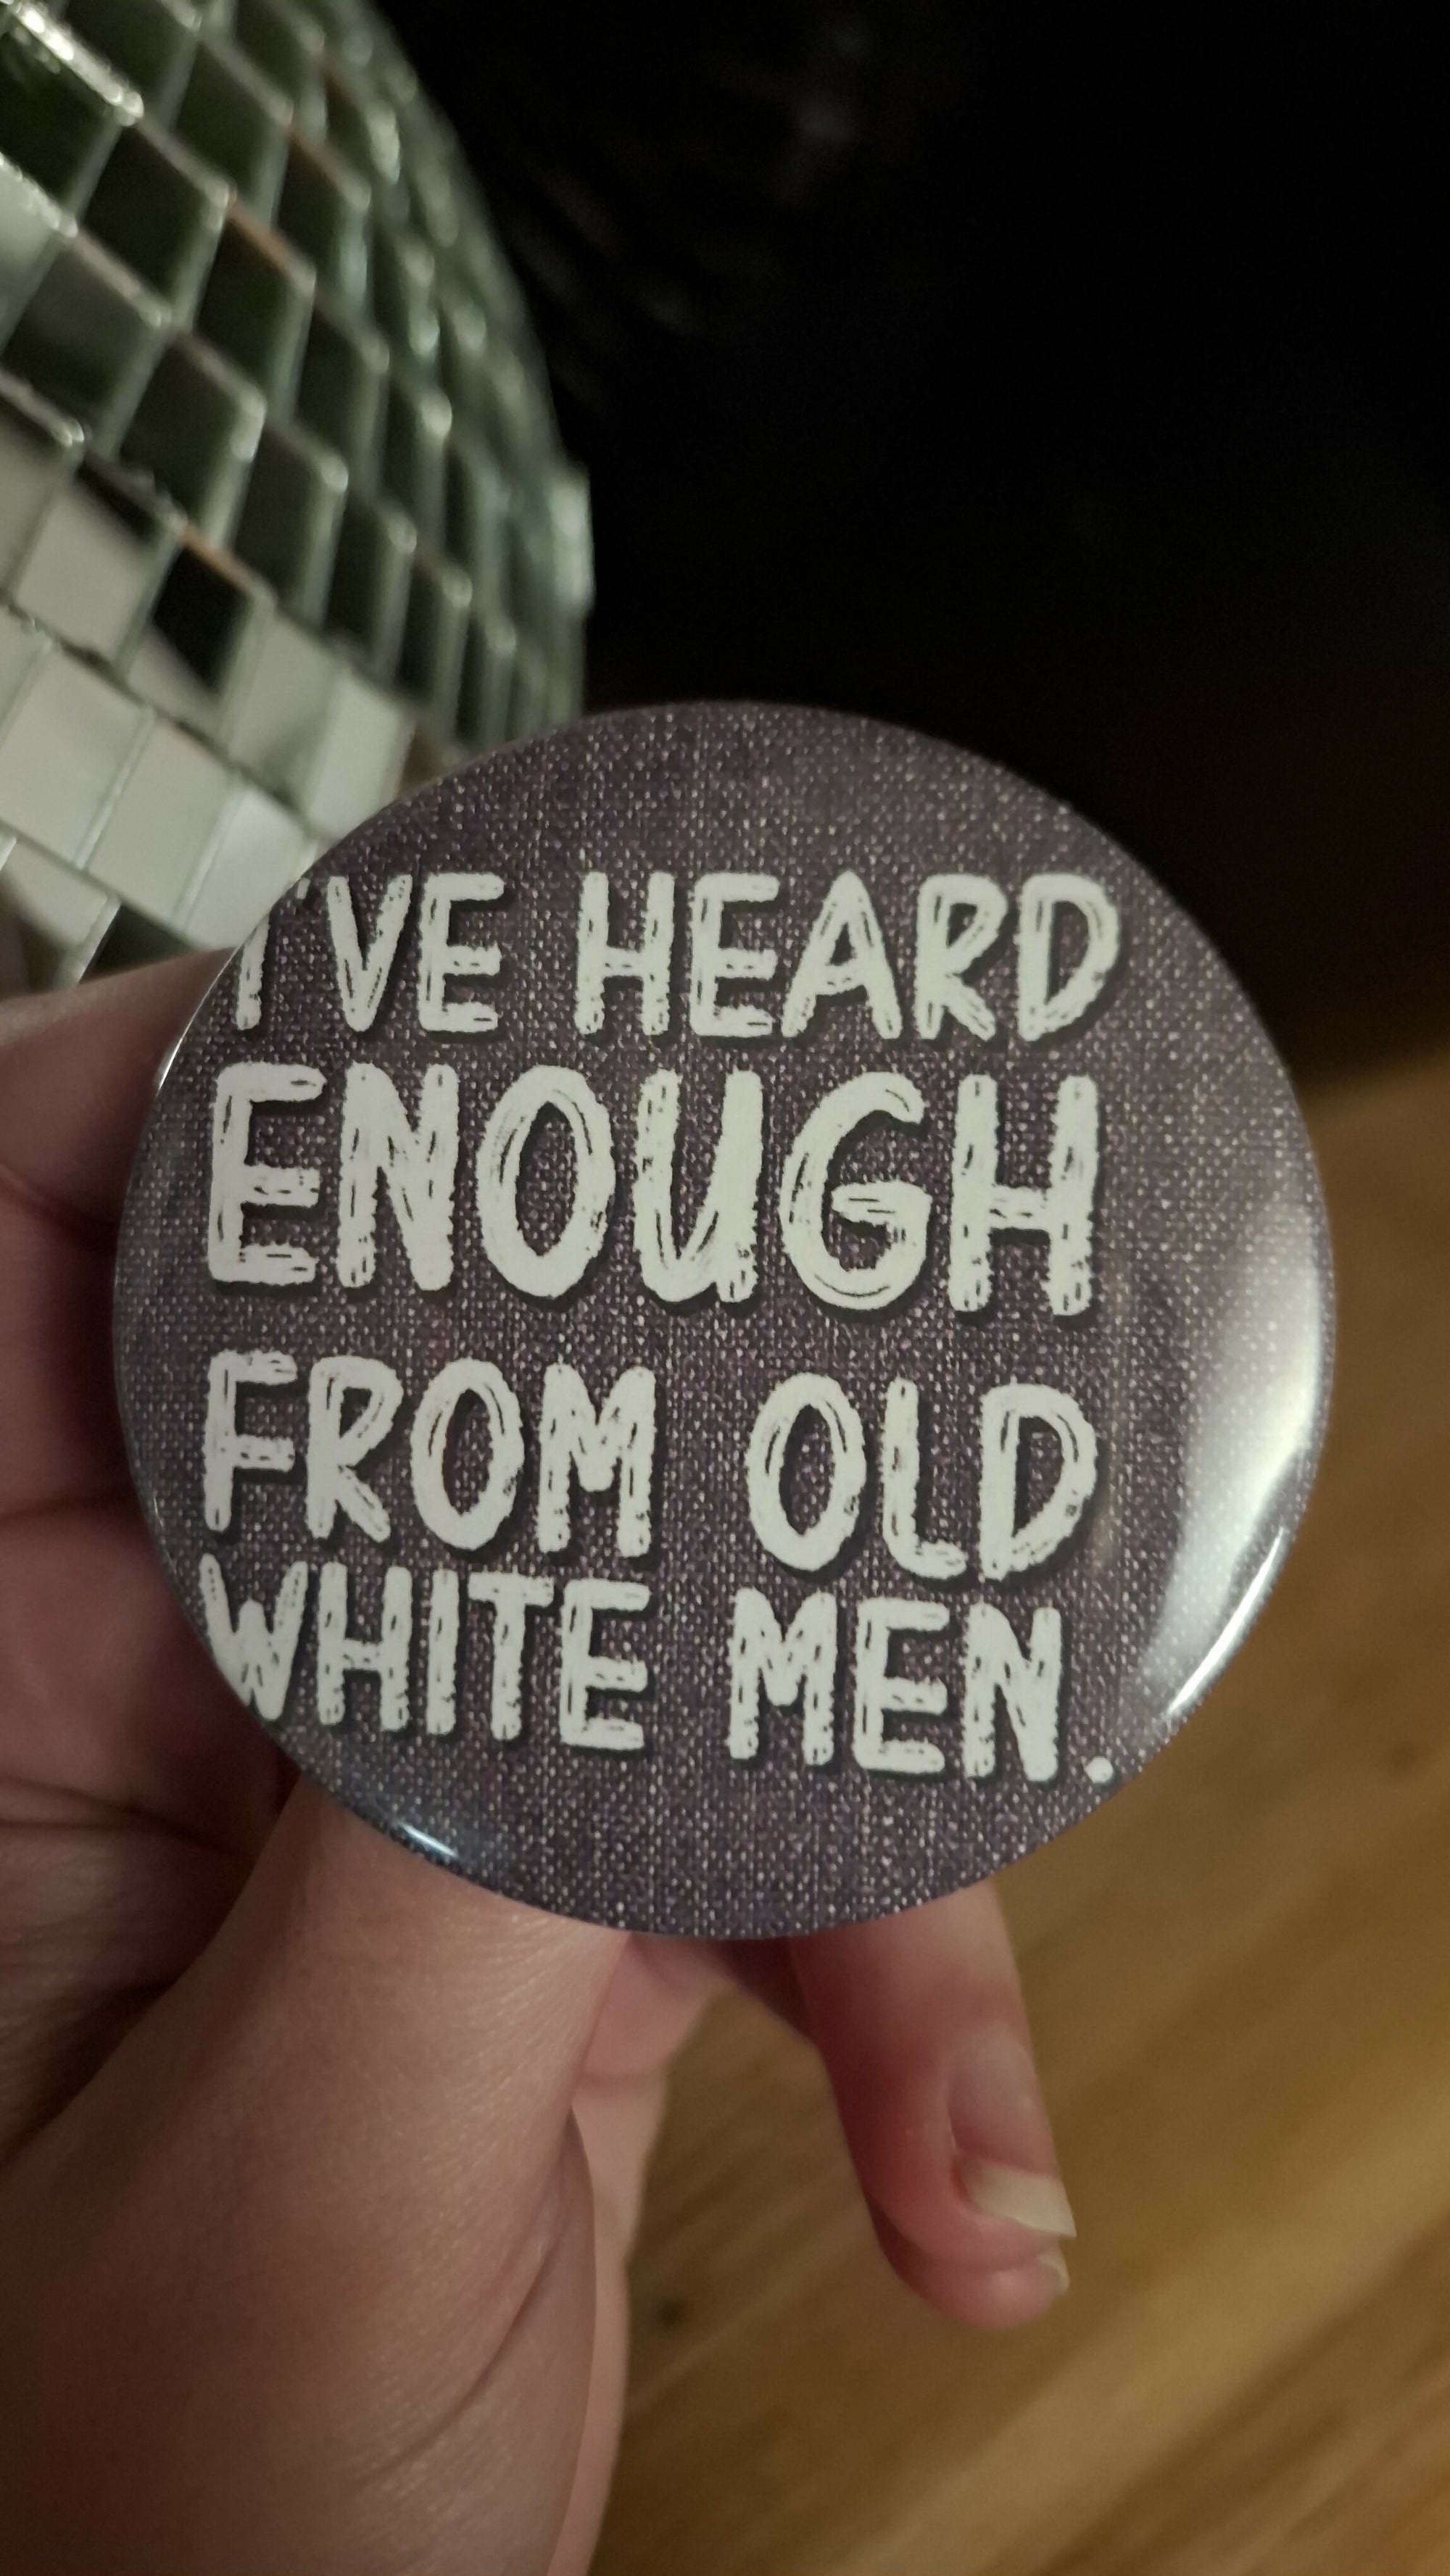 I'VE HEARD
ENOUGH
FROM OLD
WHITE MEN.